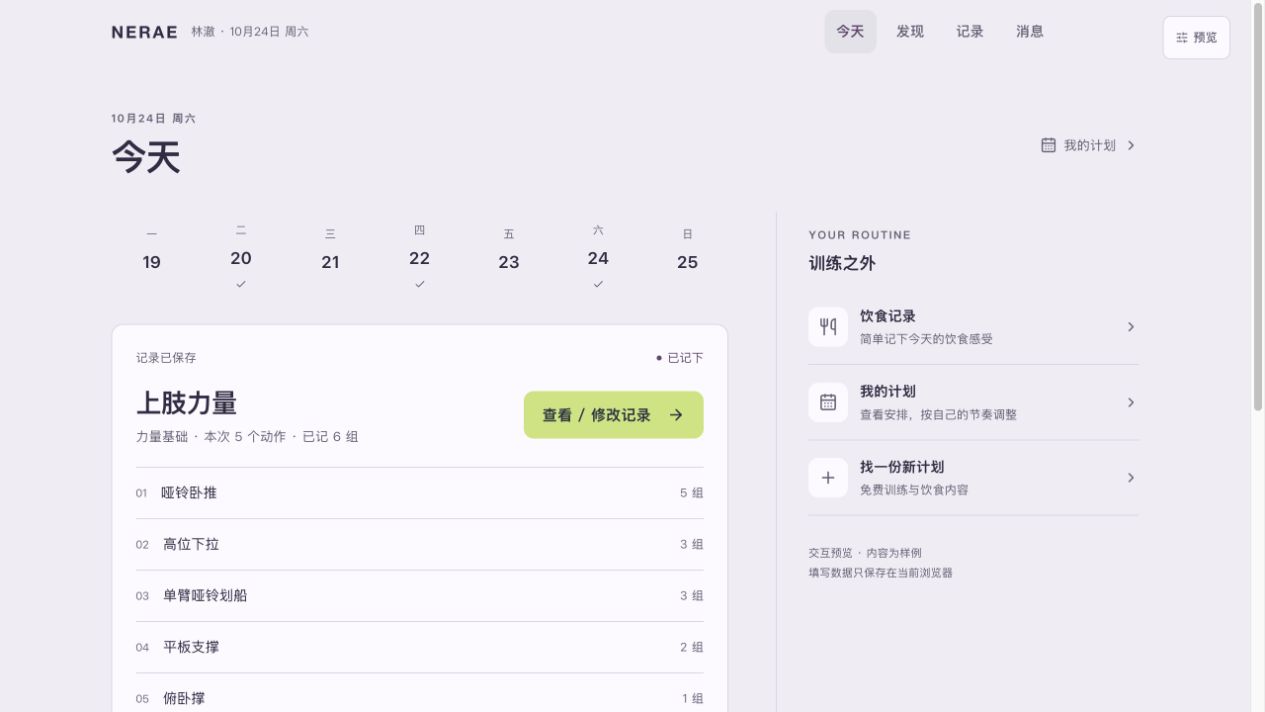 NERAE 林澈 · 10月24日 周六
今天 发现 记录 消息
预览
10月24日 周六
今天
我的计划
一 二 三 四 五 六 日
19 20 21 22 23 24 25
记录已保存
已记下
上肢力量
力量基础 · 本次 5 个动作 · 已记 6 组
查看 / 修改记录
01 哑铃卧推 5 组
02 高位下拉 3 组
03 单臂哑铃划船 3 组
04 平板支撑 2 组
05 俯卧撑 1 组
YOUR ROUTINE
训练之外
饮食记录
简单记下今天的饮食感受
我的计划
查看安排，按自己的节奏调整
找一份新计划
免费训练与饮食内容
交互预览 · 内容为样例
填写数据只保存在当前浏览器